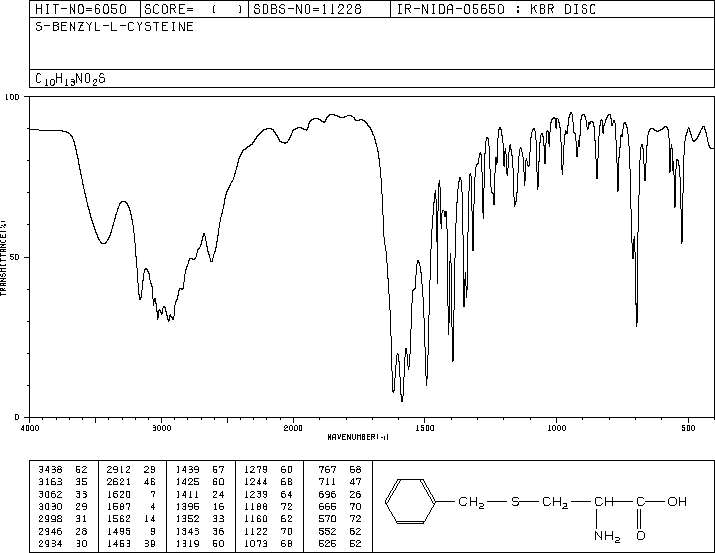 HIT-NO=6050 SCORE= ( ) SDBS-NO=11228 IR-NIDA-05650 : KBR DISC
S-BENZYL-L-CYSTEINE
C10H13NO2S
100
50
0
TRANSMITTANCE(%)
4000 3000 2000 1500 1000 500
WAVENUMBER(-1)
3438 52 2912 29 1439 57 1279 60 767 68
3163 35 2621 46 1425 60 1244 68 711 47
3062 33 1620 7 1411 24 1239 64 696 26
3030 29 1587 4 1395 16 1188 72 665 70
2998 31 1562 14 1352 33 1160 62 570 72
2946 28 1495 9 1343 36 1122 70 552 62
2934 30 1453 39 1319 50 1073 68 525 52
CH2 S CH2 CH C OH
NH2 O